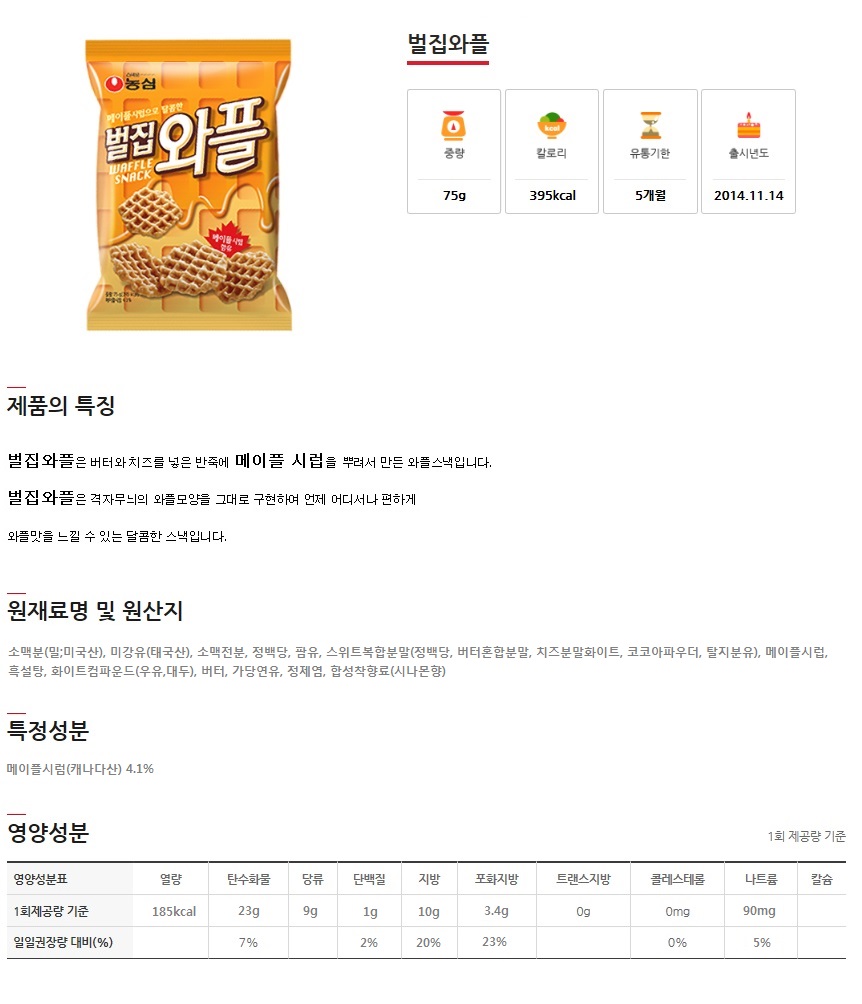 농심
메이플시럽으로 달콤한
벌집와플
WAFFLE
SNACK
메이플시럽
함유
벌집와플
kcal
중량 칼로리 유통기한 출시년도
75g 395kcal 5개월 2014.11.14
제품의 특징
벌집와플은 버터와 치즈를 넣은 반죽에 메이플 시럽을 뿌려서 만든 와플스낵입니다.
벌집와플은 격자무늬의 와플모양을 그대로 구현하여 언제 어디서나 편하게
와플맛을 느낄 수 있는 달콤한 스낵입니다.
원재료명 및 원산지
소맥분(밀;미국산), 미강유(태국산), 소맥전분, 정백당, 팜유, 스위트복합분말(정백당, 버터혼합분말, 치즈분말화이트, 코코아파우더, 탈지분유), 메이플시럽,
흑설탕, 화이트컴파운드(우유,대두), 버터, 가당연유, 정제염, 합성착향료(시나몬향)
특정성분
메이플시럽(캐나다산) 4.1%
영양성분
1회 제공량 기준
영양성분표 열량 탄수화물 당류 단백질 지방 포화지방 트랜스지방 콜레스테롤 나트륨 칼슘
1회제공량 기준 185kcal 23g 9g 1g 10g 3.4g 0g 0mg 90mg
일일권장량 대비(%) 7% 2% 20% 23% 0% 5%